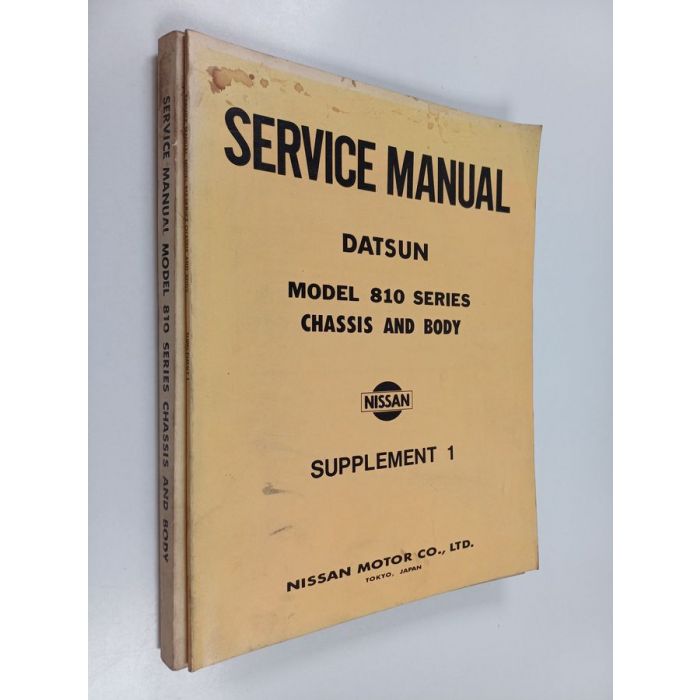 SERVICE MANUAL
DATSUN
MODEL 810 SERIES
CHASSIS AND BODY
NISSAN
SUPPLEMENT 1
NISSAN MOTOR CO., LTD.
TOKYO, JAPAN
SERVICE MANUAL MODEL 810 SERIES CHASSIS AND BODY